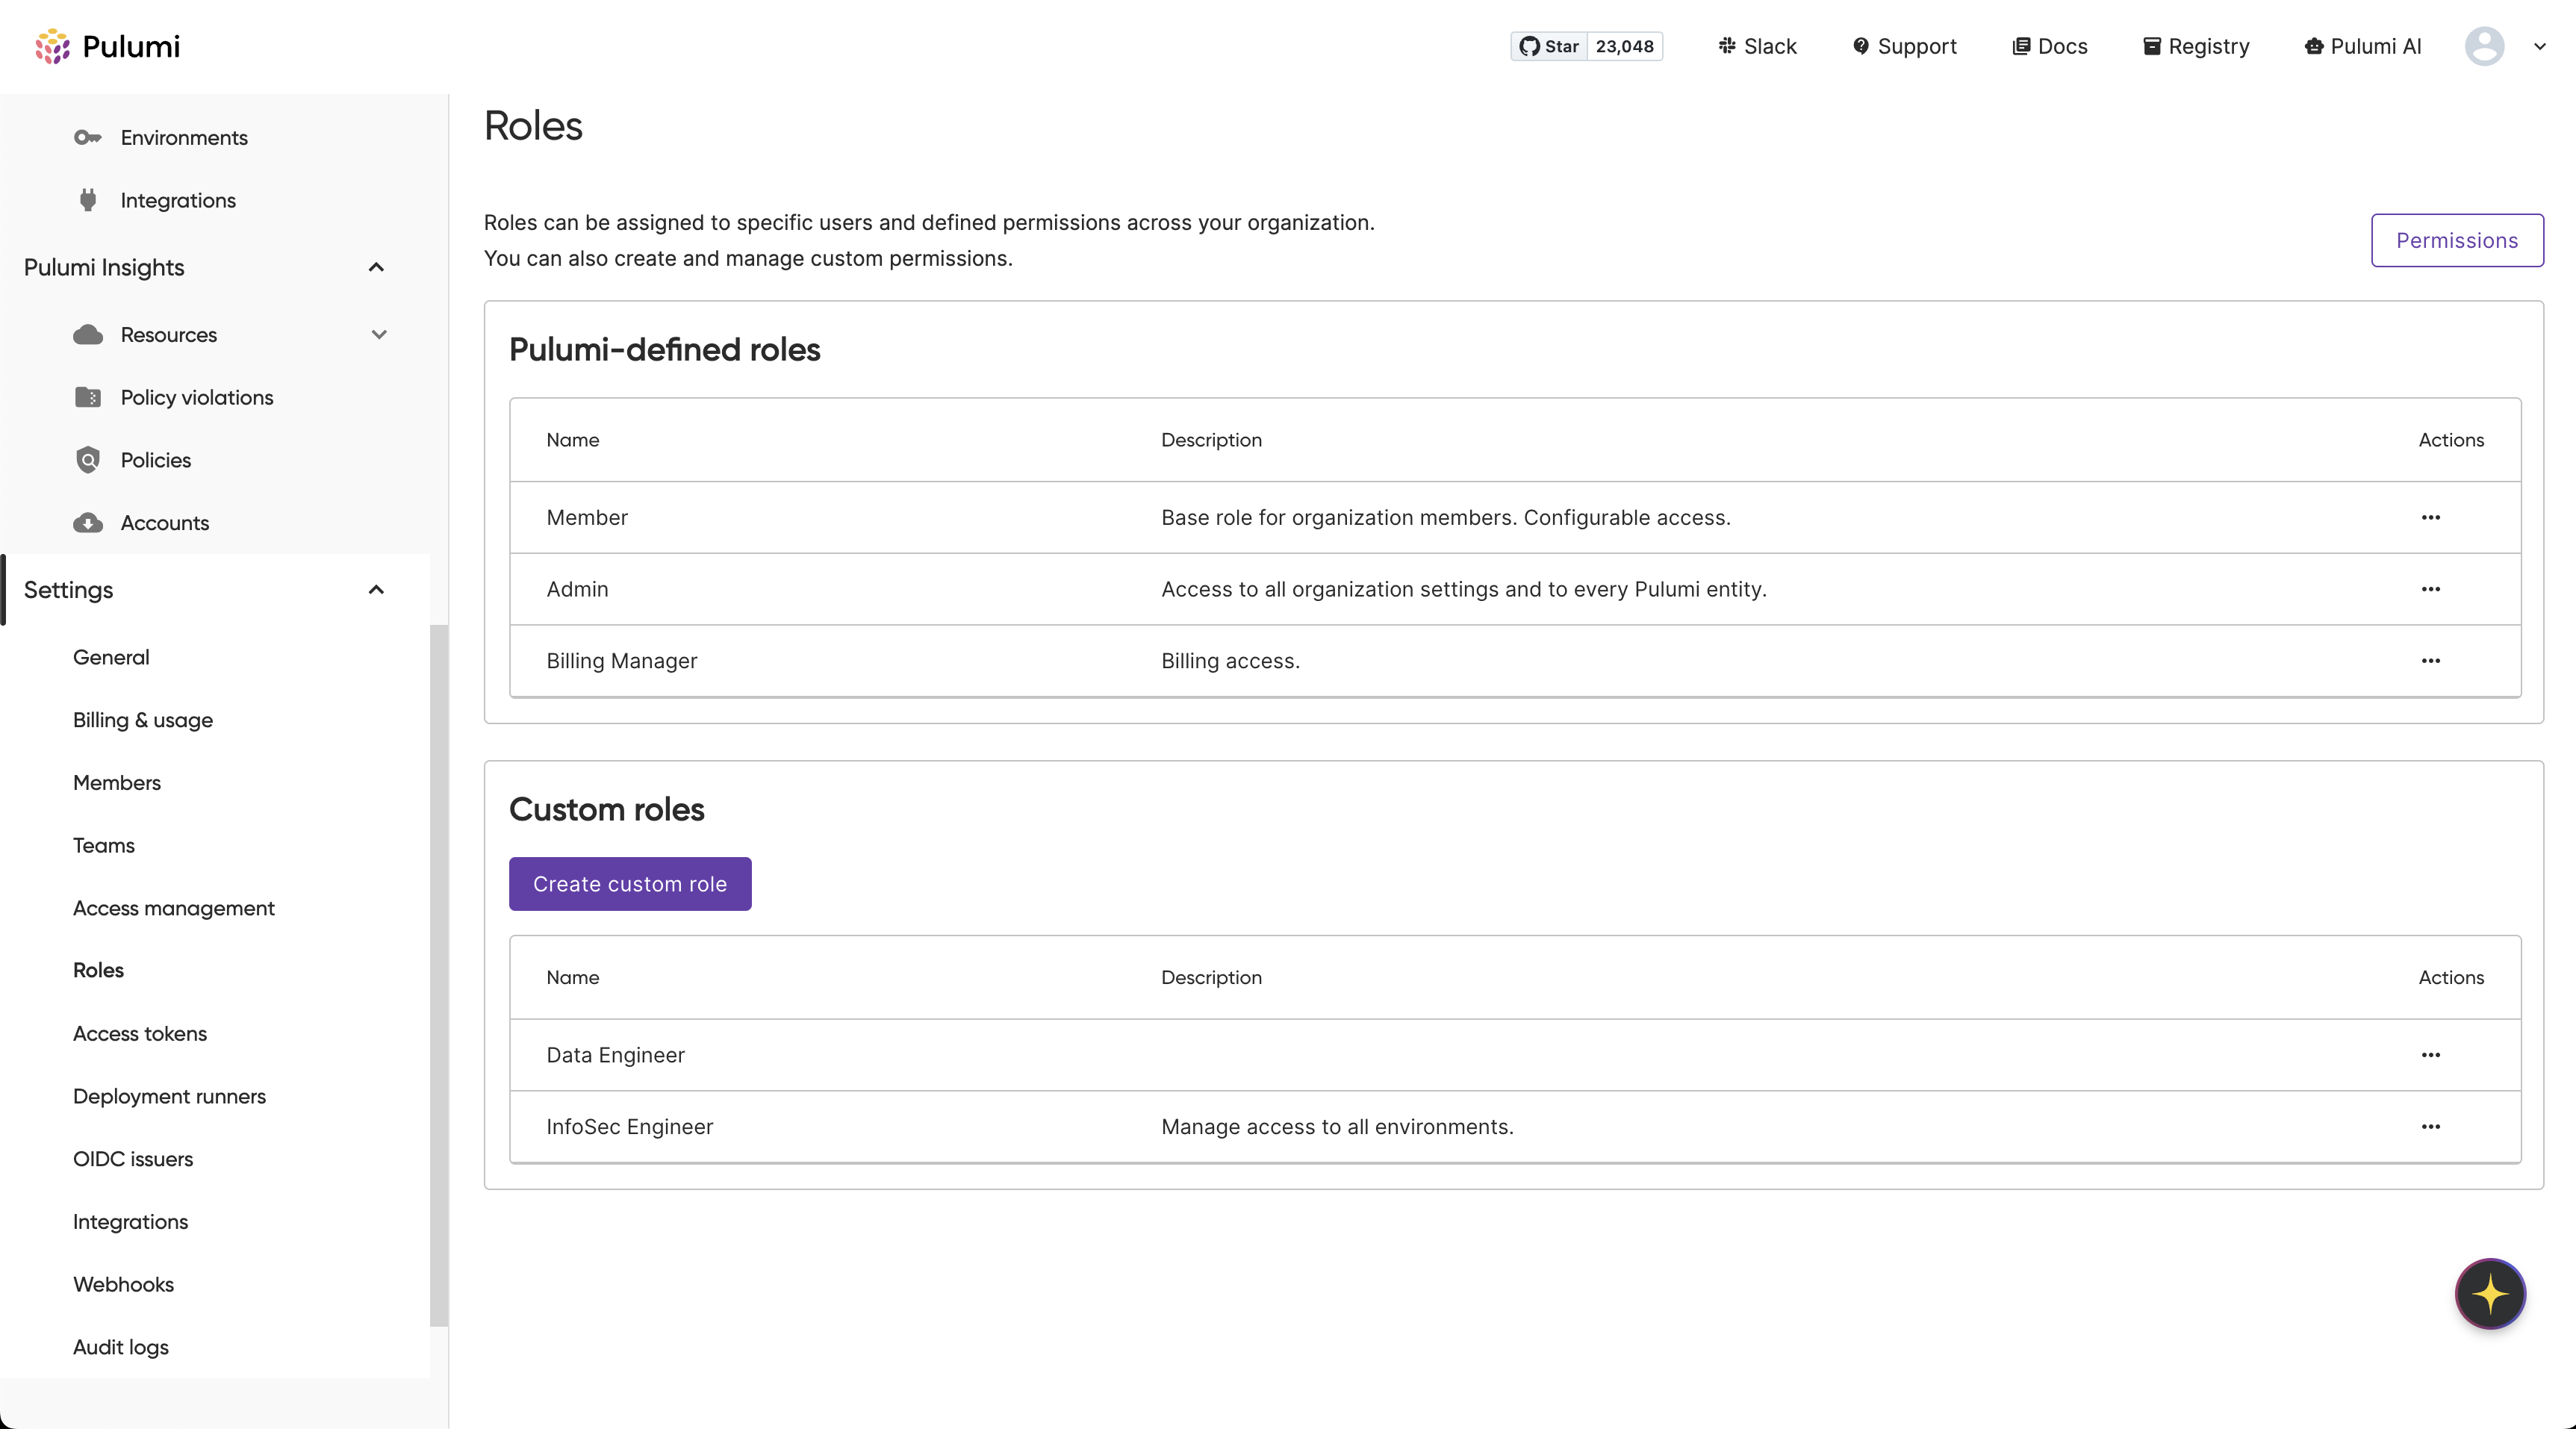 Pulumi
Star 23,048
Slack
Support
Docs
Registry
Pulumi AI
Environments
Integrations
Pulumi Insights
Resources
Policy violations
Policies
Accounts
Settings
General
Billing & usage
Members
Teams
Access management
Roles
Access tokens
Deployment runners
OIDC issuers
Integrations
Webhooks
Audit logs
Roles
Roles can be assigned to specific users and defined permissions across your organization.
You can also create and manage custom permissions.
Permissions
Pulumi-defined roles
Name Description Actions
Member Base role for organization members. Configurable access.
Admin Access to all organization settings and to every Pulumi entity.
Billing Manager Billing access.
Custom roles
Create custom role
Name Description Actions
Data Engineer
InfoSec Engineer Manage access to all environments.